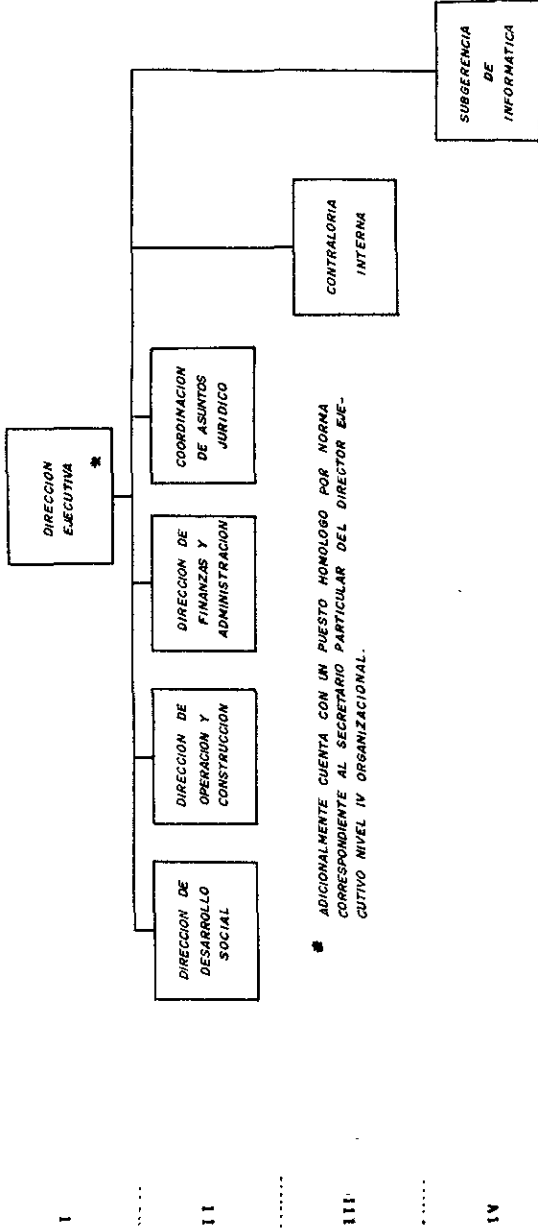 DIRECCION
EJECUTIVA *
DIRECCION DE
DESARROLLO
SOCIAL
DIRECCION DE
OPERACION Y
CONSTRUCCION
DIRECCION DE
FINANZAS Y
ADMINISTRACION
COORDINACION
DE ASUNTOS
JURIDICO
CONTRALORIA
INTERNA
SUBGERENCIA
DE
INFORMATICA
* ADICIONALMENTE CUENTA CON UN PUESTO HOMOLOGO POR NORMA
CORRESPONDIENTE AL SECRETARIO PARTICULAR DEL DIRECTOR EJE-
CUTIVO NIVEL IV ORGANIZACIONAL.
I
II
III
VI